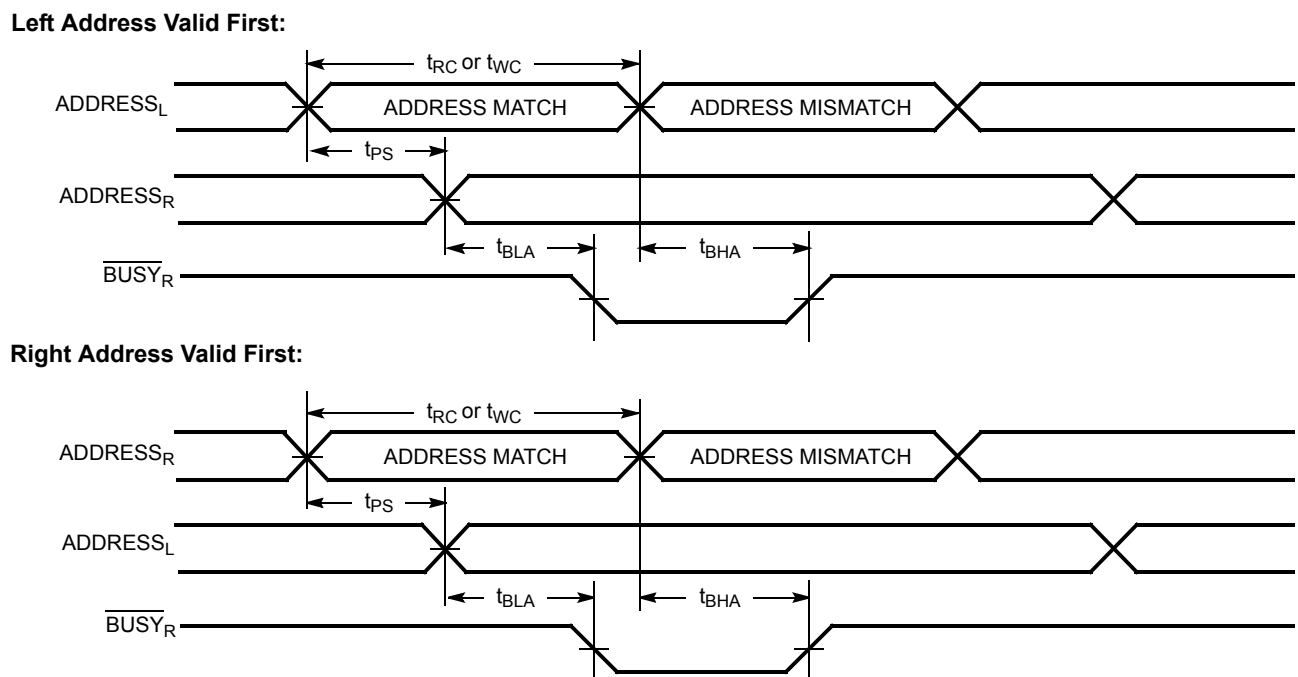 Left Address Valid First:
tRC or tWC
ADDRESSL
ADDRESS MATCH
ADDRESS MISMATCH
tPS
ADDRESSR
tBLA
tBHA
BUSYR
Right Address Valid First:
tRC or tWC
ADDRESSR
ADDRESS MATCH
ADDRESS MISMATCH
tPS
ADDRESSL
tBLA
tBHA
BUSYR